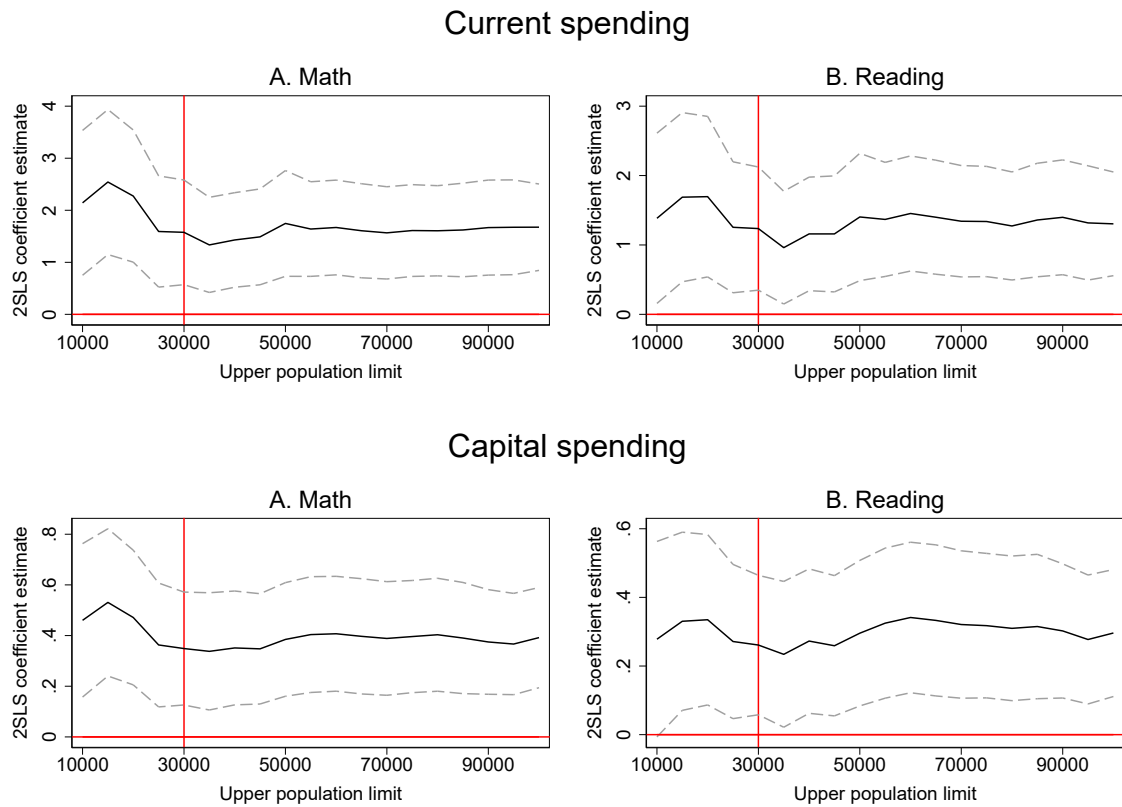 Current spending
A. Math
2SLS coefficient estimate
4
3
2
1
0
10000 30000 50000 70000 90000
Upper population limit
B. Reading
2SLS coefficient estimate
3
2
1
0
10000 30000 50000 70000 90000
Upper population limit
Capital spending
A. Math
2SLS coefficient estimate
.8
.6
.4
.2
0
10000 30000 50000 70000 90000
Upper population limit
B. Reading
2SLS coefficient estimate
.6
.4
.2
0
10000 30000 50000 70000 90000
Upper population limit